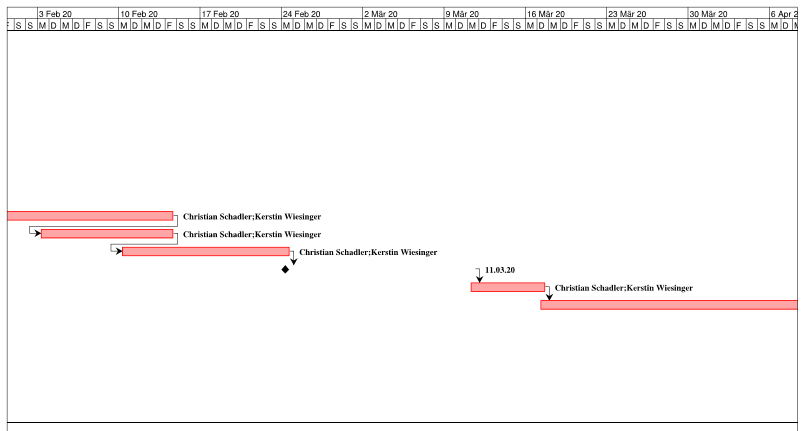 3 Feb 20 10 Feb 20 17 Feb 20 24 Feb 20 2 Mär 20 9 Mär 20 16 Mär 20 23 Mär 20 30 Mär 20 6 Apr 2
S S M D M D F S S M D M D F S S M D M D F S S M D M D F S S M D M D F S S M D M D F S S M D M D F S S M D M D F S S M D M D F S S M D
Christian Schadler;Kerstin Wiesinger
Christian Schadler;Kerstin Wiesinger
Christian Schadler;Kerstin Wiesinger
11.03.20
Christian Schadler;Kerstin Wiesinger